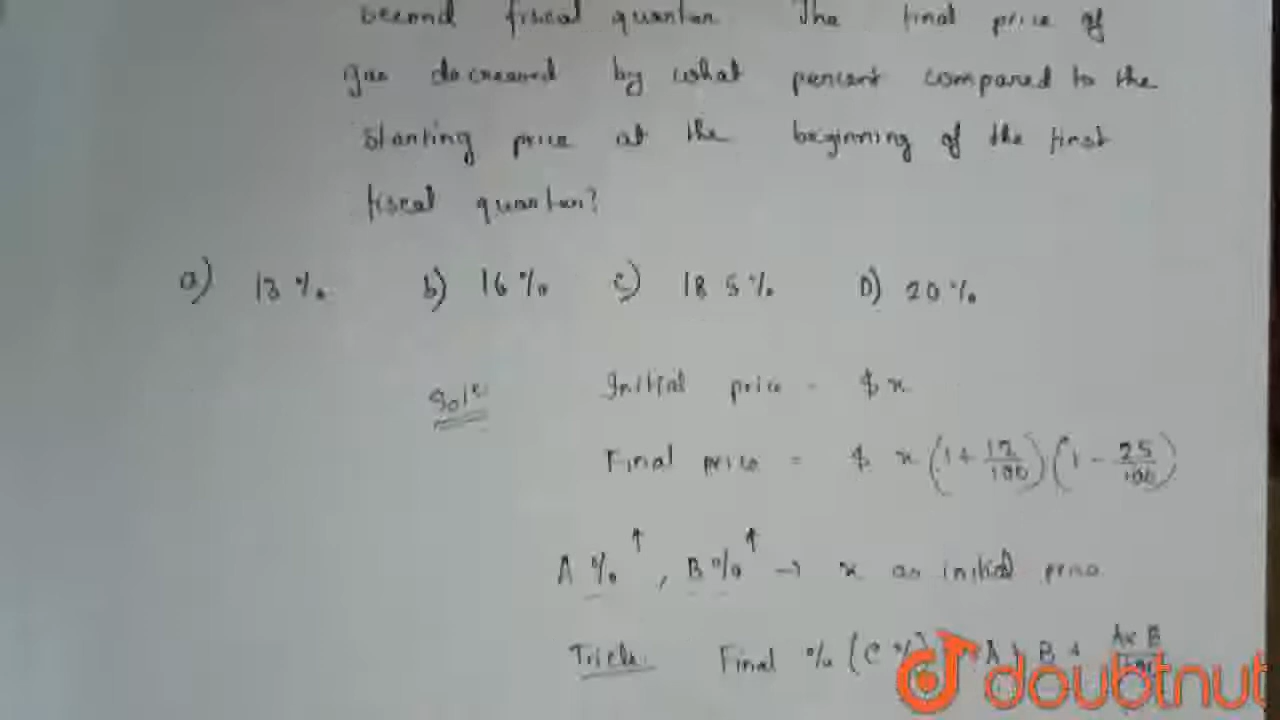 second fiscal quarter The final price of
gas decreased by what percent compared to the
starting price at the beginning of the first
fiscal quarter?
a) 13 % b) 16 % c) 18 5 % D) 20 %
Initial price = $ x
Final price = $ x (1 + 12/100) (1 - 25/100)
A % ↑ , B % ↑ → x as initial price
Trick Final % (C %) = A + B + A x B/100
doubtnut